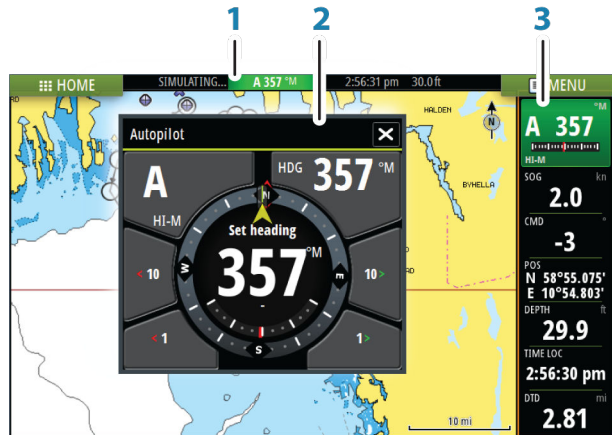 1 2 3
HOME SIMULATING... A 357 °M 2:56:31 pm 30.0 ft MENU
HALDEN
N
BYHELLA
Autopilot
A
HI-M
HDG 357 °M
N
Set heading
357 °M
-
W
E
S
< 10
10 >
< 1
1 >
10 mi
°M
A 357
HI-M
SOG kn
2.0
CMD °
-3
POS
N 58°55.075'
E 10°54.803'
DEPTH ft
29.9
TIME LOC
2:56:30 pm
DTD mi
2.81